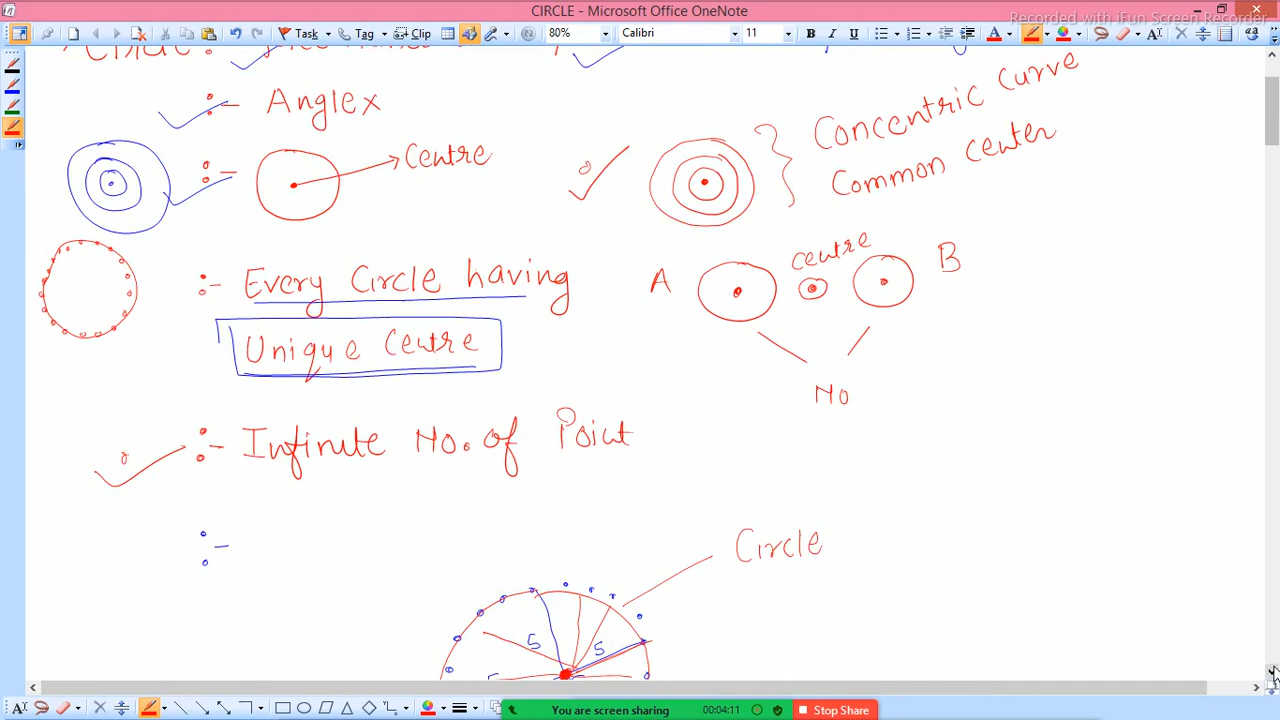 CIRCLE - Microsoft Office OneNote
Recorded with iFun Screen Recorder
Task
Tag
Clip
80%
Calibri
11
B I U
:- Angle x
Concentric Curve
Common center
:- Centre
:- Every Circle having
Unique Centre
A centre B
No
:- Infinite No. of Point
:-
Circle
5 5
You are screen sharing
00:04:11
Stop Share